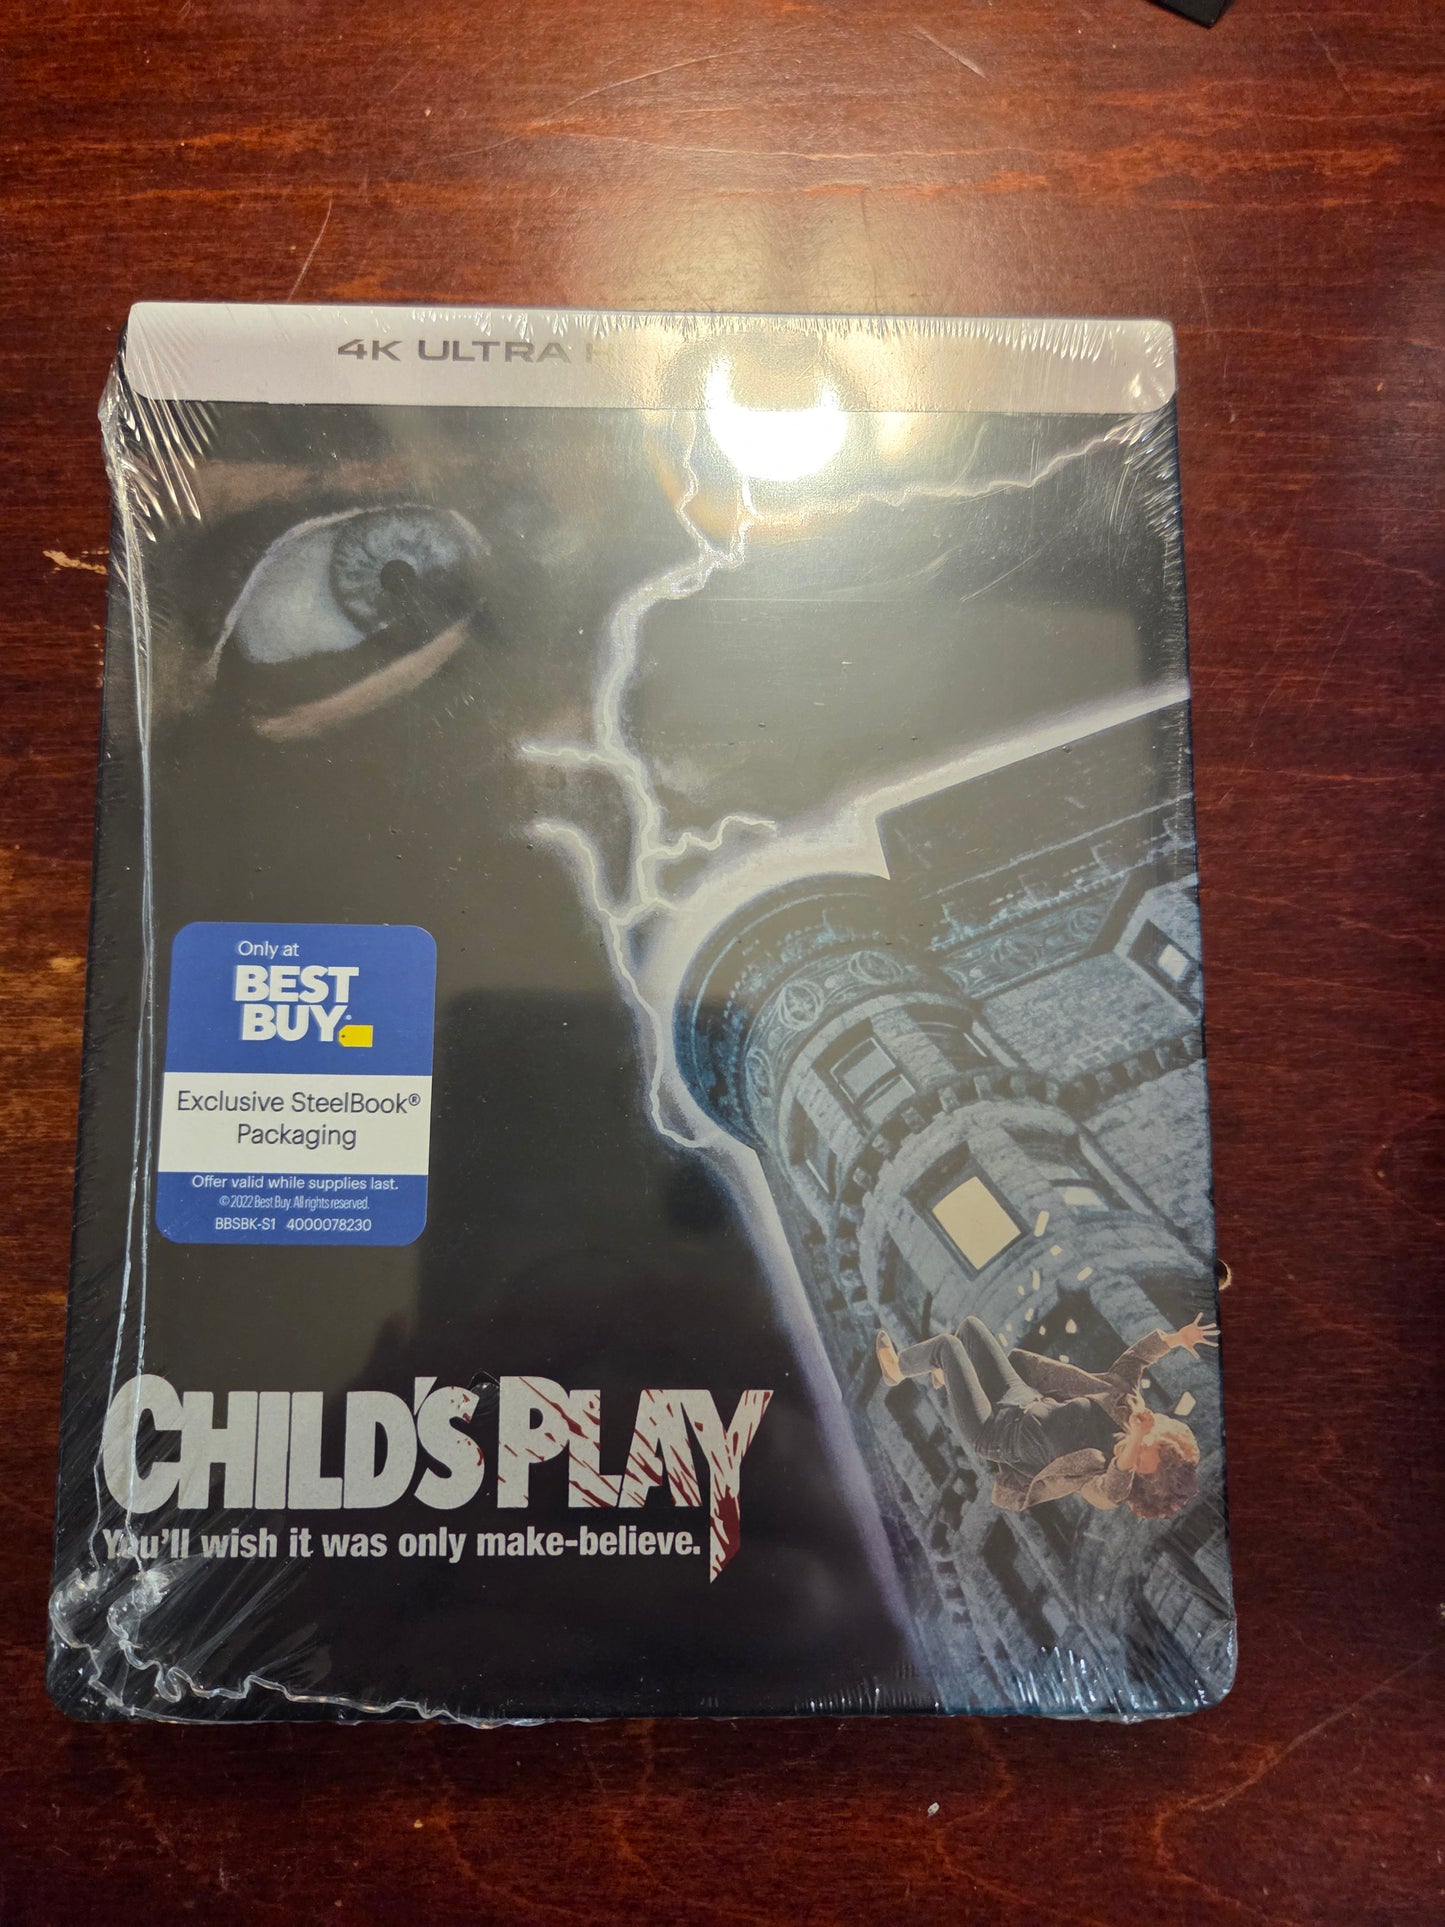 4K ULTRA H
Only at
BEST
BUY
Exclusive SteelBook®
Packaging
Offer valid while supplies last.
© 2022 Best Buy. All rights reserved.
BBSBK-S1 4000078230
CHILD'S PLAY
You'll wish it was only make-believe.